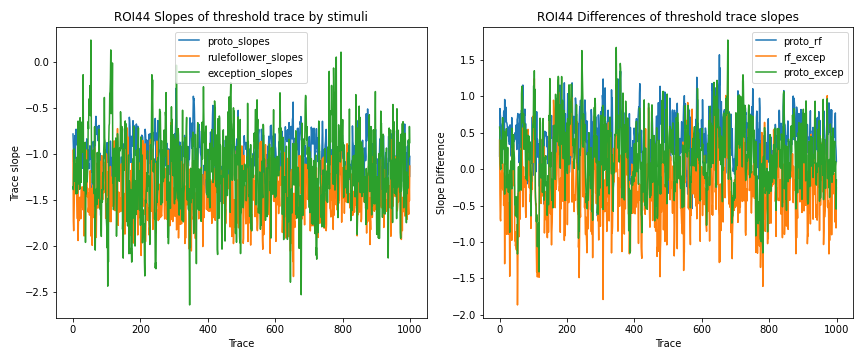 ROI44 Slopes of threshold trace by stimuli
proto_slopes
rulefollower_slopes
exception_slopes
Trace slope
0.0
−0.5
−1.0
−1.5
−2.0
−2.5
0 200 400 600 800 1000
Trace
ROI44 Differences of threshold trace slopes
proto_rf
rf_excep
proto_excep
Slope Difference
1.5
1.0
0.5
0.0
−0.5
−1.0
−1.5
−2.0
0 200 400 600 800 1000
Trace